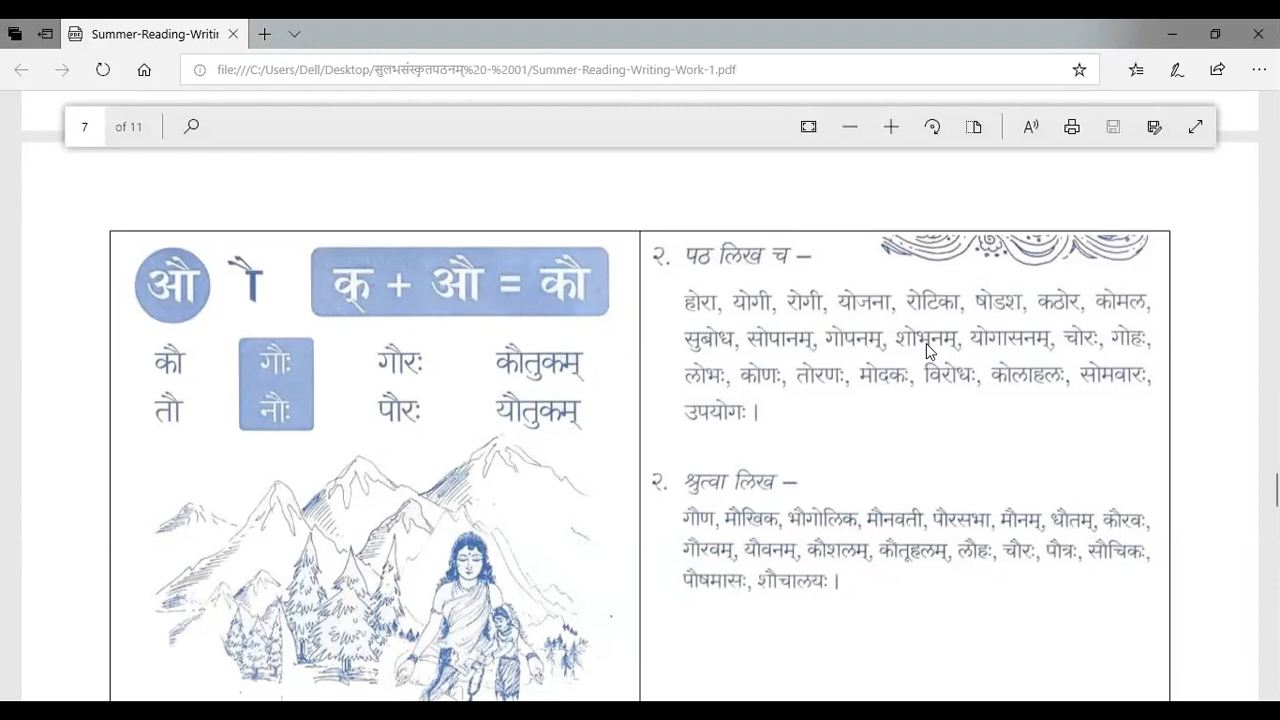 Summer-Reading-Writin
file:///C:/Users/Dell/Desktop/सुलभसंस्कृतपठनम्%20-%2001/Summer-Reading-Writing-Work-1.pdf
7 of 11
औ ौ क् + औ = कौ
कौ गौः गौरः कौतुकम्
तौ नौः पौरः यौतुकम्
२. पठ लिख च –
होरा, योगी, रोगी, योजना, रोटिका, षोडश, कठोर, कोमल,
सुबोध, सोपानम्, गोपनम्, शोभनम्, योगासनम्, चोरः, गोहः,
लोभः, कोणः, तोरणः, मोदकः, विरोधः, कोलाहलः, सोमवारः,
उपयोगः।
२. श्रुत्वा लिख –
गौण, मौखिक, भौगोलिक, मौनवती, पौरसभा, मौनम्, धौतम्, कौरवः,
गौरवम्, यौवनम्, कौशलम्, कौतूहलम्, लौहः, चौरः, पौत्रः, सौचिकः,
पौषमासः, शौचालयः।